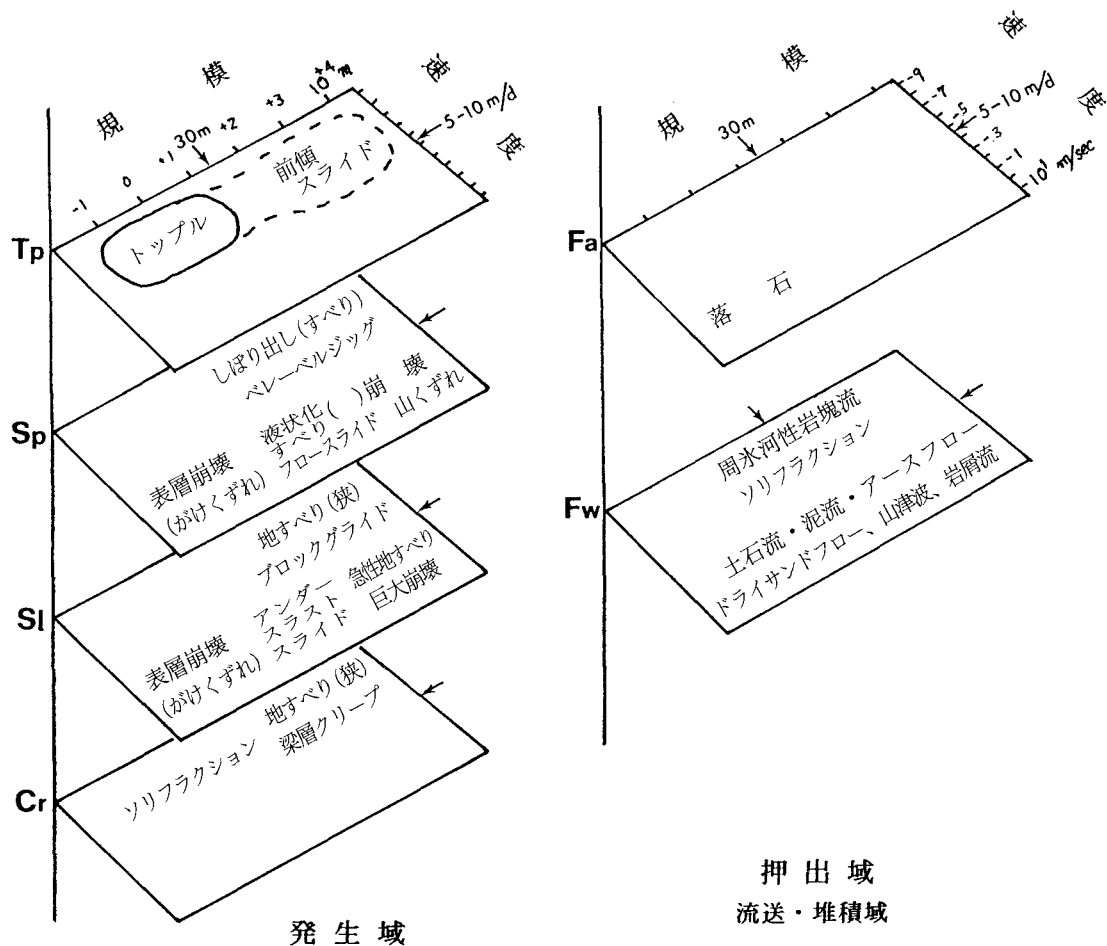 規 模
速 度
-1
0
+1
30m
+2
+3
10+4 m
5-10 m/d
Tp
トップル
前傾
スライド
Sp
しぼり出し(すべり)
ベレーベルジッグ
液状化( )崩 壊
すべり
表層崩壊
(がけくずれ)フロースライド 山くずれ
Sl
地すべり(狭)
ブロックグライド
アンダー 急性地すべり
スラスト
表層崩壊
(がけくずれ)スライド 巨大崩壊
Cr
地すべり(狭)
ソリフラクション 梁層クリープ
発生域
規 模
速 度
30m
-9
-7
-5
5-10 m/d
-3
-1
10¹ m/sec
Fa
落 石
Fw
周氷河性岩塊流
ソリフラクション
土石流・泥流・アースフロー
ドライサンドフロー、山津波、岩屑流
押出域
流送・堆積域